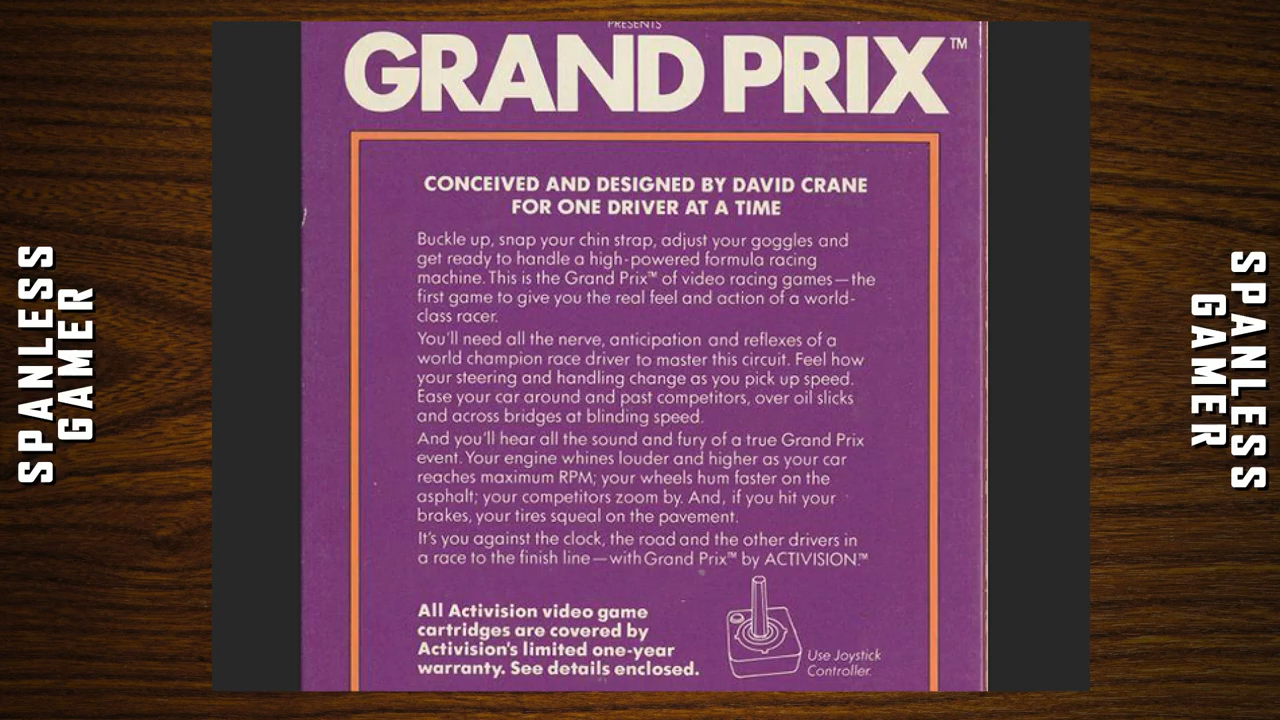 PRESENTS
GRAND PRIX™
CONCEIVED AND DESIGNED BY DAVID CRANE
FOR ONE DRIVER AT A TIME
Buckle up, snap your chin strap, adjust your goggles and
get ready to handle a high-powered formula racing
machine. This is the Grand Prix™ of video racing games—the
first game to give you the real feel and action of a world-
class racer.
You'll need all the nerve, anticipation and reflexes of a
world champion race driver to master this circuit. Feel how
your steering and handling change as you pick up speed.
Ease your car around and past competitors, over oil slicks
and across bridges at blinding speed.
And you'll hear all the sound and fury of a true Grand Prix
event. Your engine whines louder and higher as your car
reaches maximum RPM; your wheels hum faster on the
asphalt; your competitors zoom by. And, if you hit your
brakes, your tires squeal on the pavement.
It's you against the clock, the road and the other drivers in
a race to the finish line—with Grand Prix™ by ACTIVISION.™
All Activision video game
cartridges are covered by
Activision's limited one-year
warranty. See details enclosed.
Use Joystick
Controller.
SPANLESS
GAMER
SPANLESS
GAMER